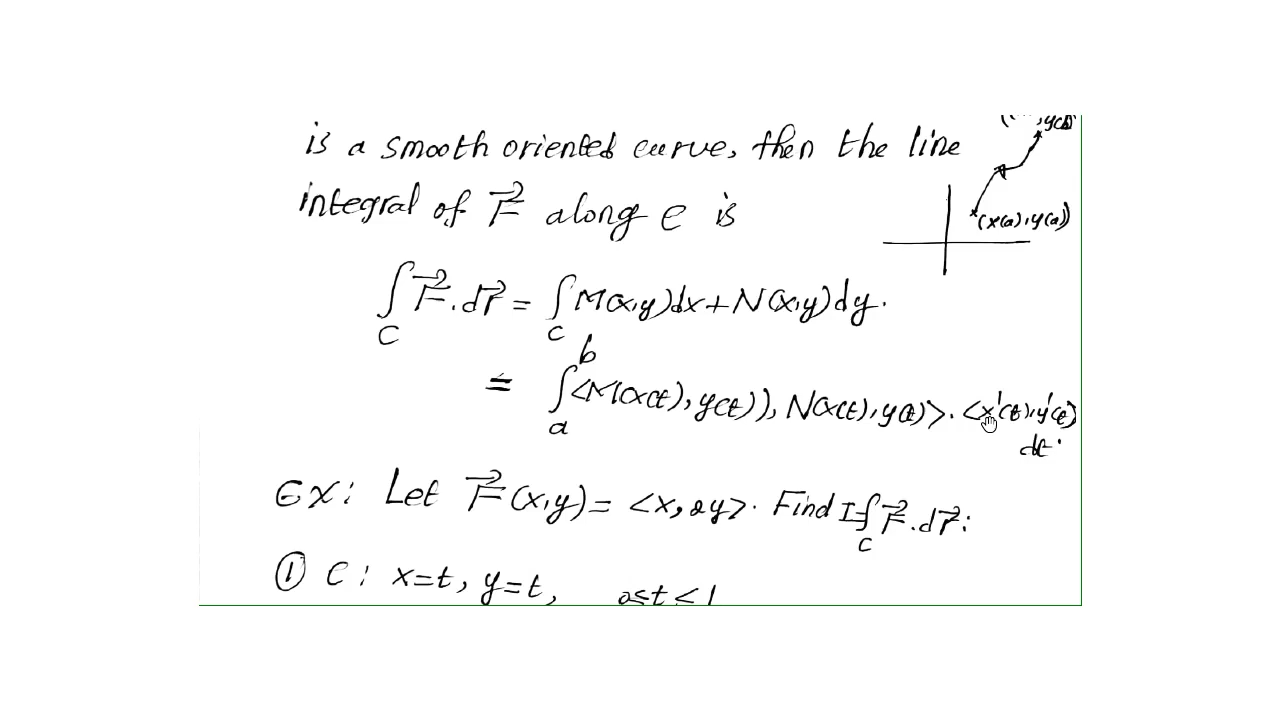 is a smooth oriented curve, then the line
integral of F⃗ along C is
(x(a), y(a))
∫_C F⃗ . dr⃗ = ∫_C M(x,y)dx + N(x,y)dy.
= ∫_a^b <M(x(t), y(t)), N(x(t), y(t)> . <x'(t), y'(t)>
dt.
Ex: Let F⃗(x,y) = <x, 2y>. Find I=∫_C F⃗ . dr⃗ :
① C: x=t, y=t, 0≤t≤1